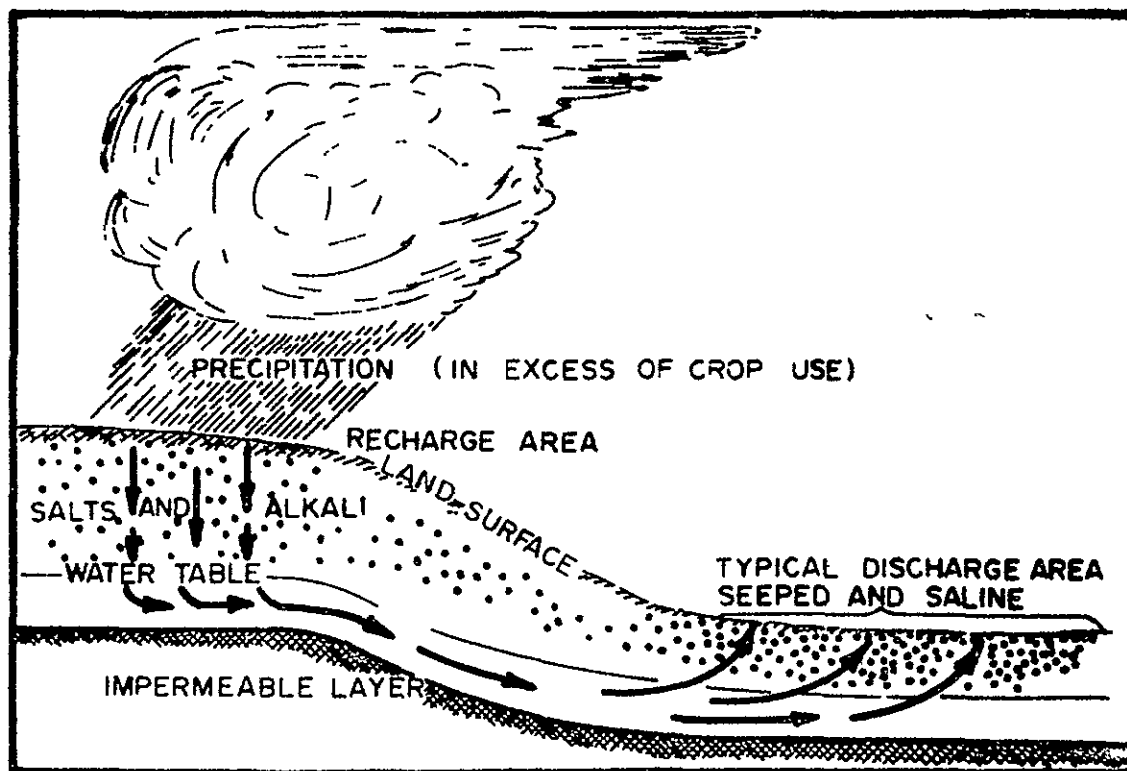 PRECIPITATION (IN EXCESS OF CROP USE)
RECHARGE AREA
LAND SURFACE
SALTS AND ALKALI
WATER TABLE
TYPICAL DISCHARGE AREA
SEEPED AND SALINE
IMPERMEABLE LAYER